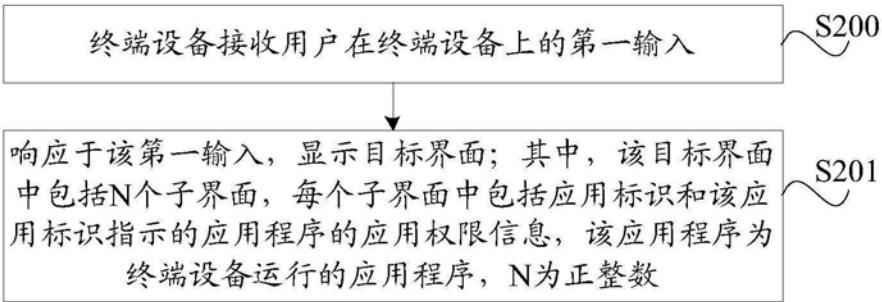 终端设备接收用户在终端设备上的第一输入
S200
响应于该第一输入，显示目标界面；其中，该目标界面
中包括N个子界面，每个子界面中包括应用标识和该应
用标识指示的应用程序的应用权限信息，该应用程序为
终端设备运行的应用程序，N为正整数
S201